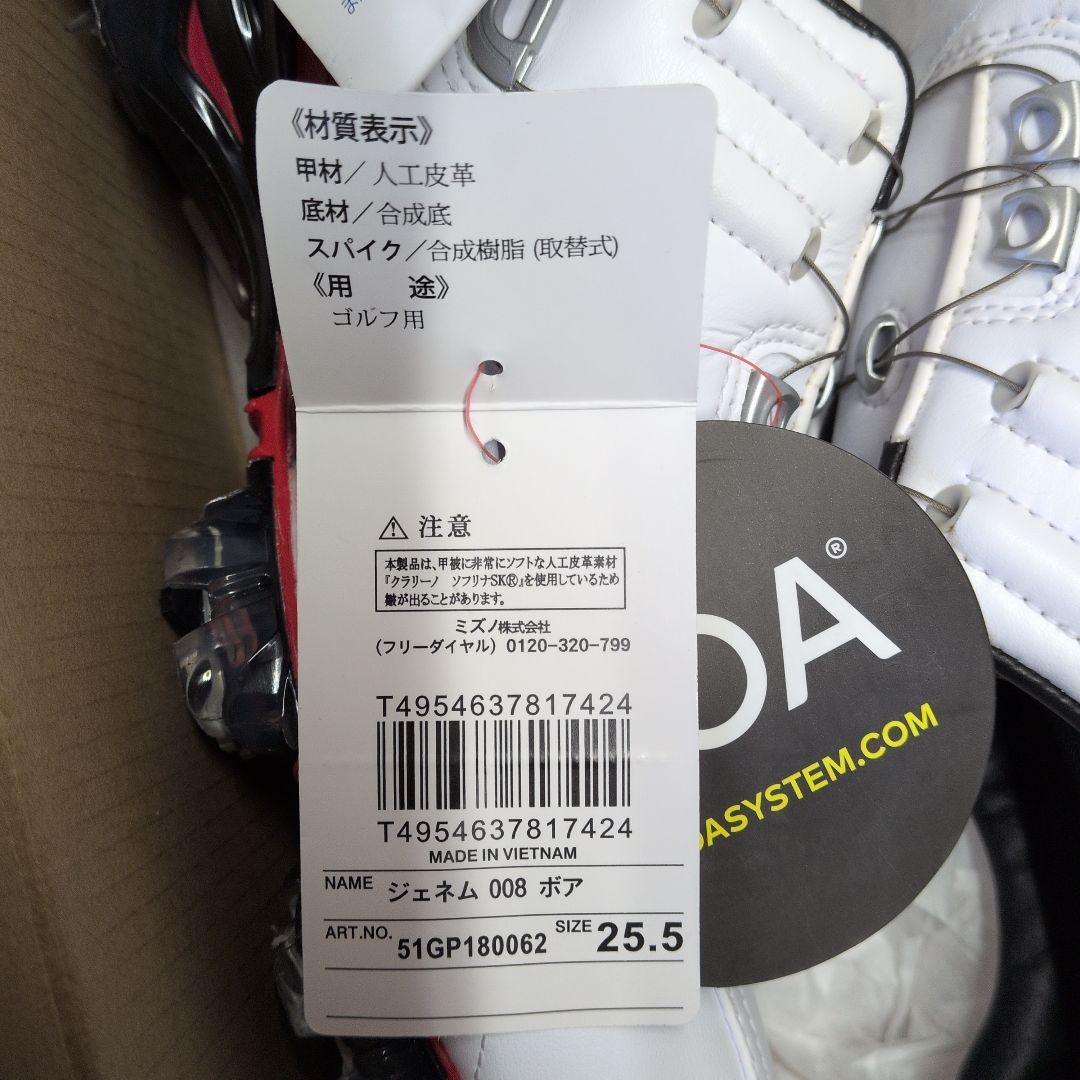 《材質表示》
甲材／人工皮革
底材／合成底
スパイク／合成樹脂(取替式)
《用　途》
ゴルフ用
注意
本製品は、甲被に非常にソフトな人工皮革素材
『クラリーノ　ソフリナSK®』を使用しているため
皺が出ることがあります。
ミズノ株式会社
(フリーダイヤル) 0120-320-799
T4954637817424
T4954637817424
MADE IN VIETNAM
NAME ジェネム 008 ボア
ART.NO. 51GP180062 SIZE 25.5
OA®
ASYSTEM.COM